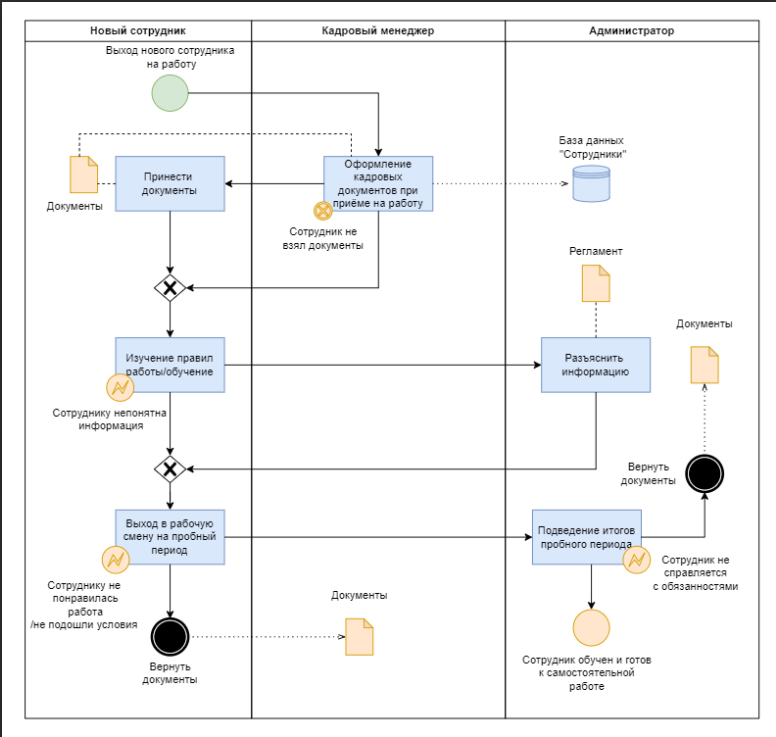 Новый сотрудник
Кадровый менеджер
Администратор
Выход нового сотрудника
на работу
База данных
"Сотрудники"
Документы
Принести
документы
Оформление
кадровых
документов при
приёме на работу
Сотрудник не
взял документы
Регламент
Документы
Изучение правил
работы/обучение
Разъяснить
информацию
Сотруднику непонятна
информация
Вернуть
документы
Выход в рабочую
смену на пробный
период
Подведение итогов
пробного периода
Сотрудник не
справляется
с обязанностями
Сотруднику не
понравилась
работа
/не подошли условия
Документы
Вернуть
документы
Сотрудник обучен и готов
к самостоятельной
работе